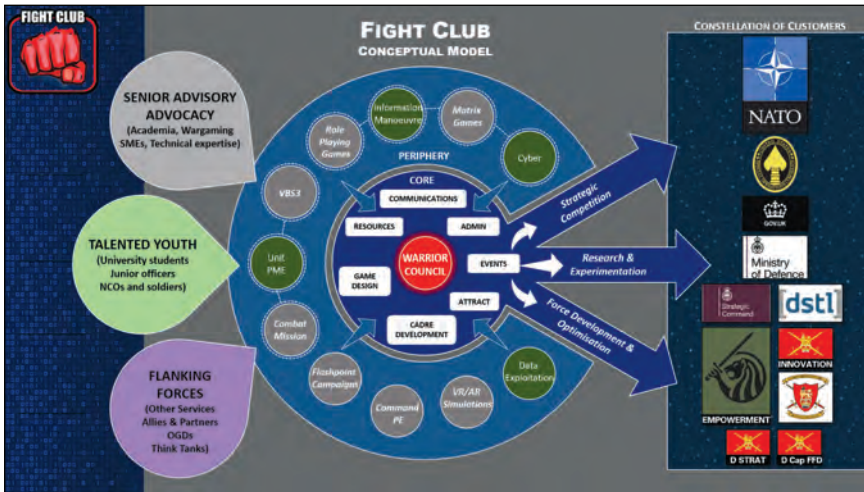 FIGHT CLUB
FIGHT CLUB
CONCEPTUAL MODEL
SENIOR ADVISORY
ADVOCACY
(Academia, Wargaming
SMEs, Technical expertise)
TALENTED YOUTH
(University students
Junior officers
NCOs and soldiers)
FLANKING
FORCES
(Other Services
Allies & Partners
OGDs
Think Tanks)
Role
Playing
Games
Information
Manoeuvre
Matrix
Games
Cyber
VBS3
Unit
PME
Combat
Mission
Flashpoint
Campaigns
Command
PE
VR/AR
Simulations
Data
Exploitation
PERIPHERY
CORE
COMMUNICATIONS
RESOURCES
ADMIN
WARRIOR
COUNCIL
EVENTS
GAME
DESIGN
ATTRACT
CADRE
DEVELOPMENT
Strategic
Competition
Research &
Experimentation
Force Development &
Optimisation
CONSTELLATION OF CUSTOMERS
NATO
GOV.UK
Ministry
of Defence
Strategic
Command
[dstl]
INNOVATION
EMPOWERMENT
D STRAT
D Cap FFD